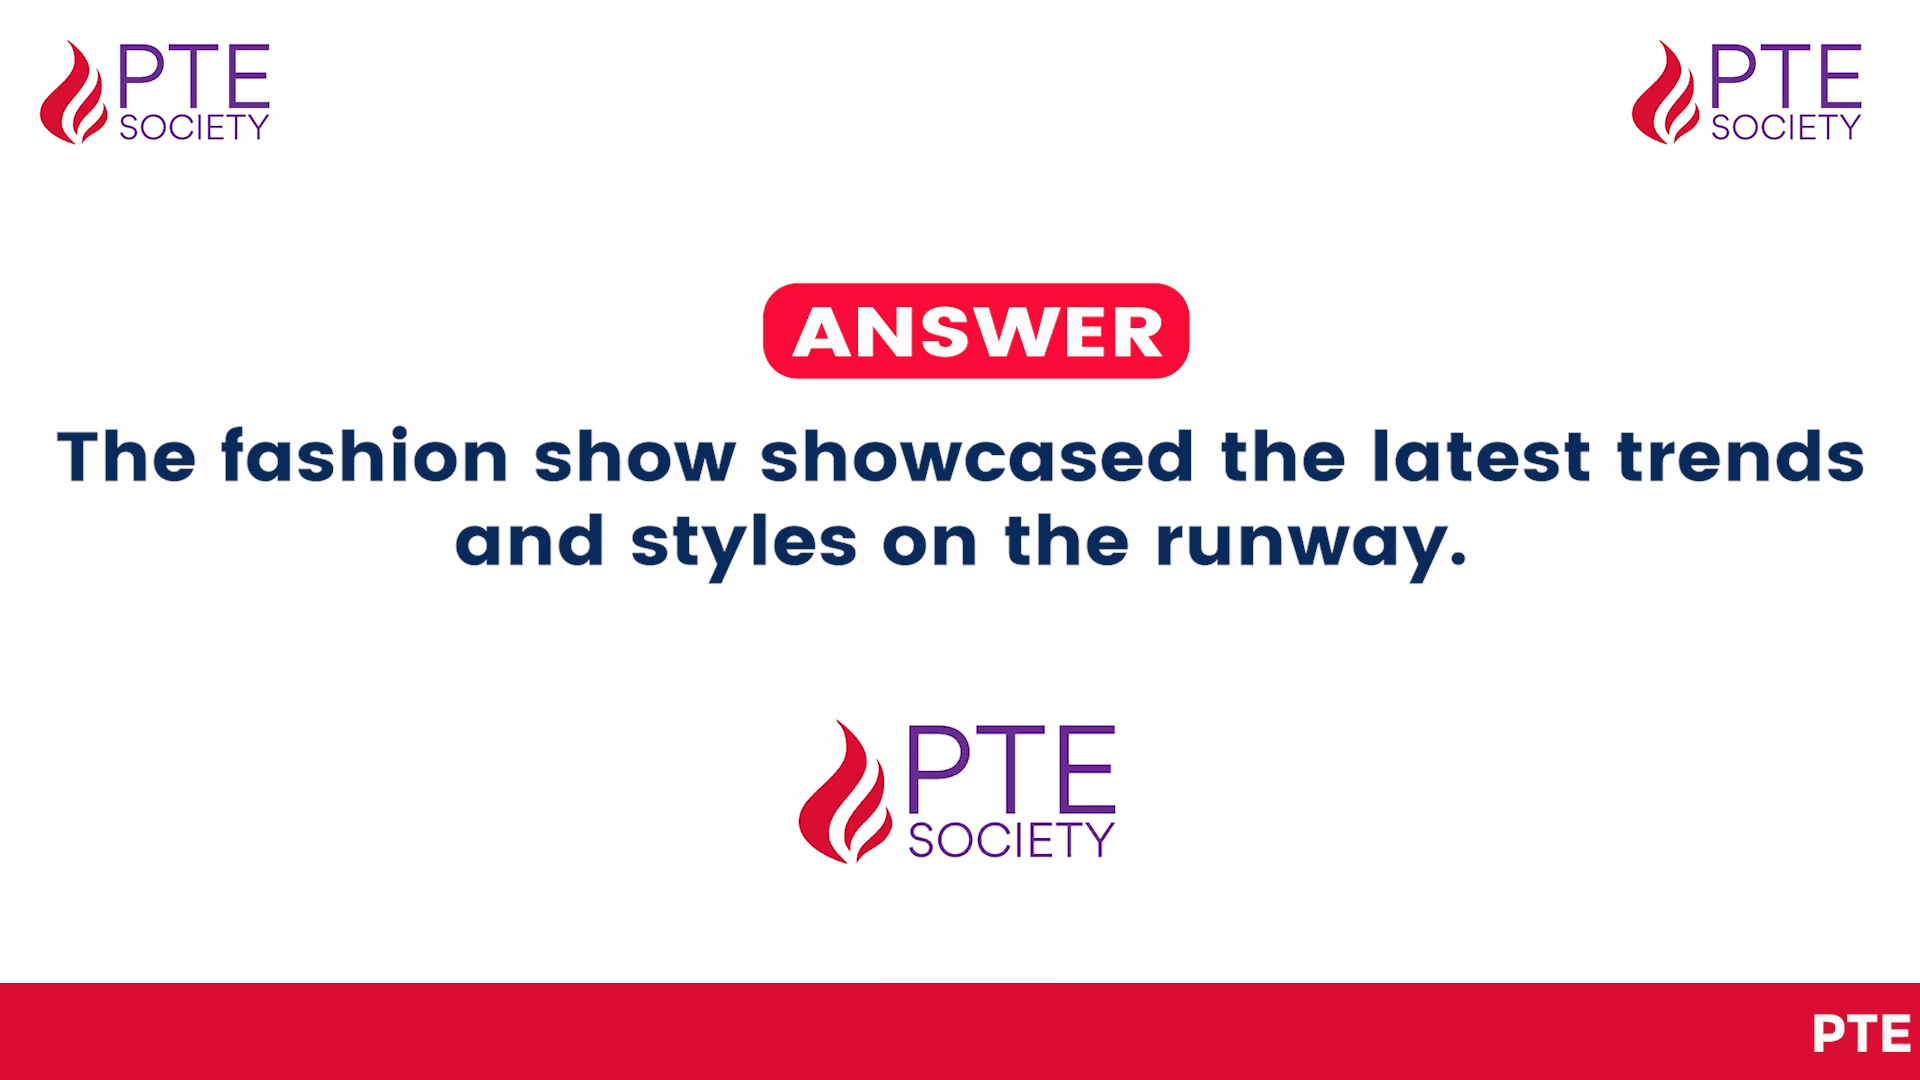 PTE
SOCIETY
PTE
SOCIETY
ANSWER
The fashion show showcased the latest trends
and styles on the runway.
PTE
SOCIETY
PTE